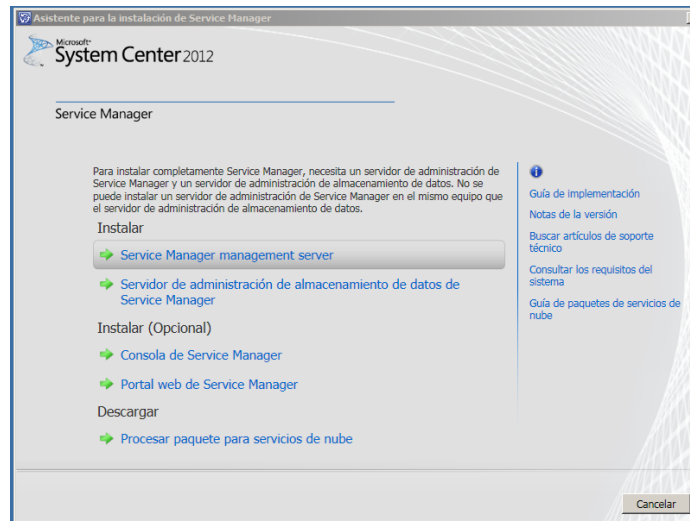 Asistente para la instalación de Service Manager
Microsoft
System Center 2012
Service Manager
Para instalar completamente Service Manager, necesita un servidor de administración de
Service Manager y un servidor de administración de almacenamiento de datos. No se
puede instalar un servidor de administración de Service Manager en el mismo equipo que
el servidor de administración de almacenamiento de datos.
Instalar
Service Manager management server
Servidor de administración de almacenamiento de datos de
Service Manager
Instalar (Opcional)
Consola de Service Manager
Portal web de Service Manager
Descargar
Procesar paquete para servicios de nube
Guía de implementación
Notas de la versión
Buscar artículos de soporte
técnico
Consultar los requisitos del
sistema
Guía de paquetes de servicios de
nube
Cancelar